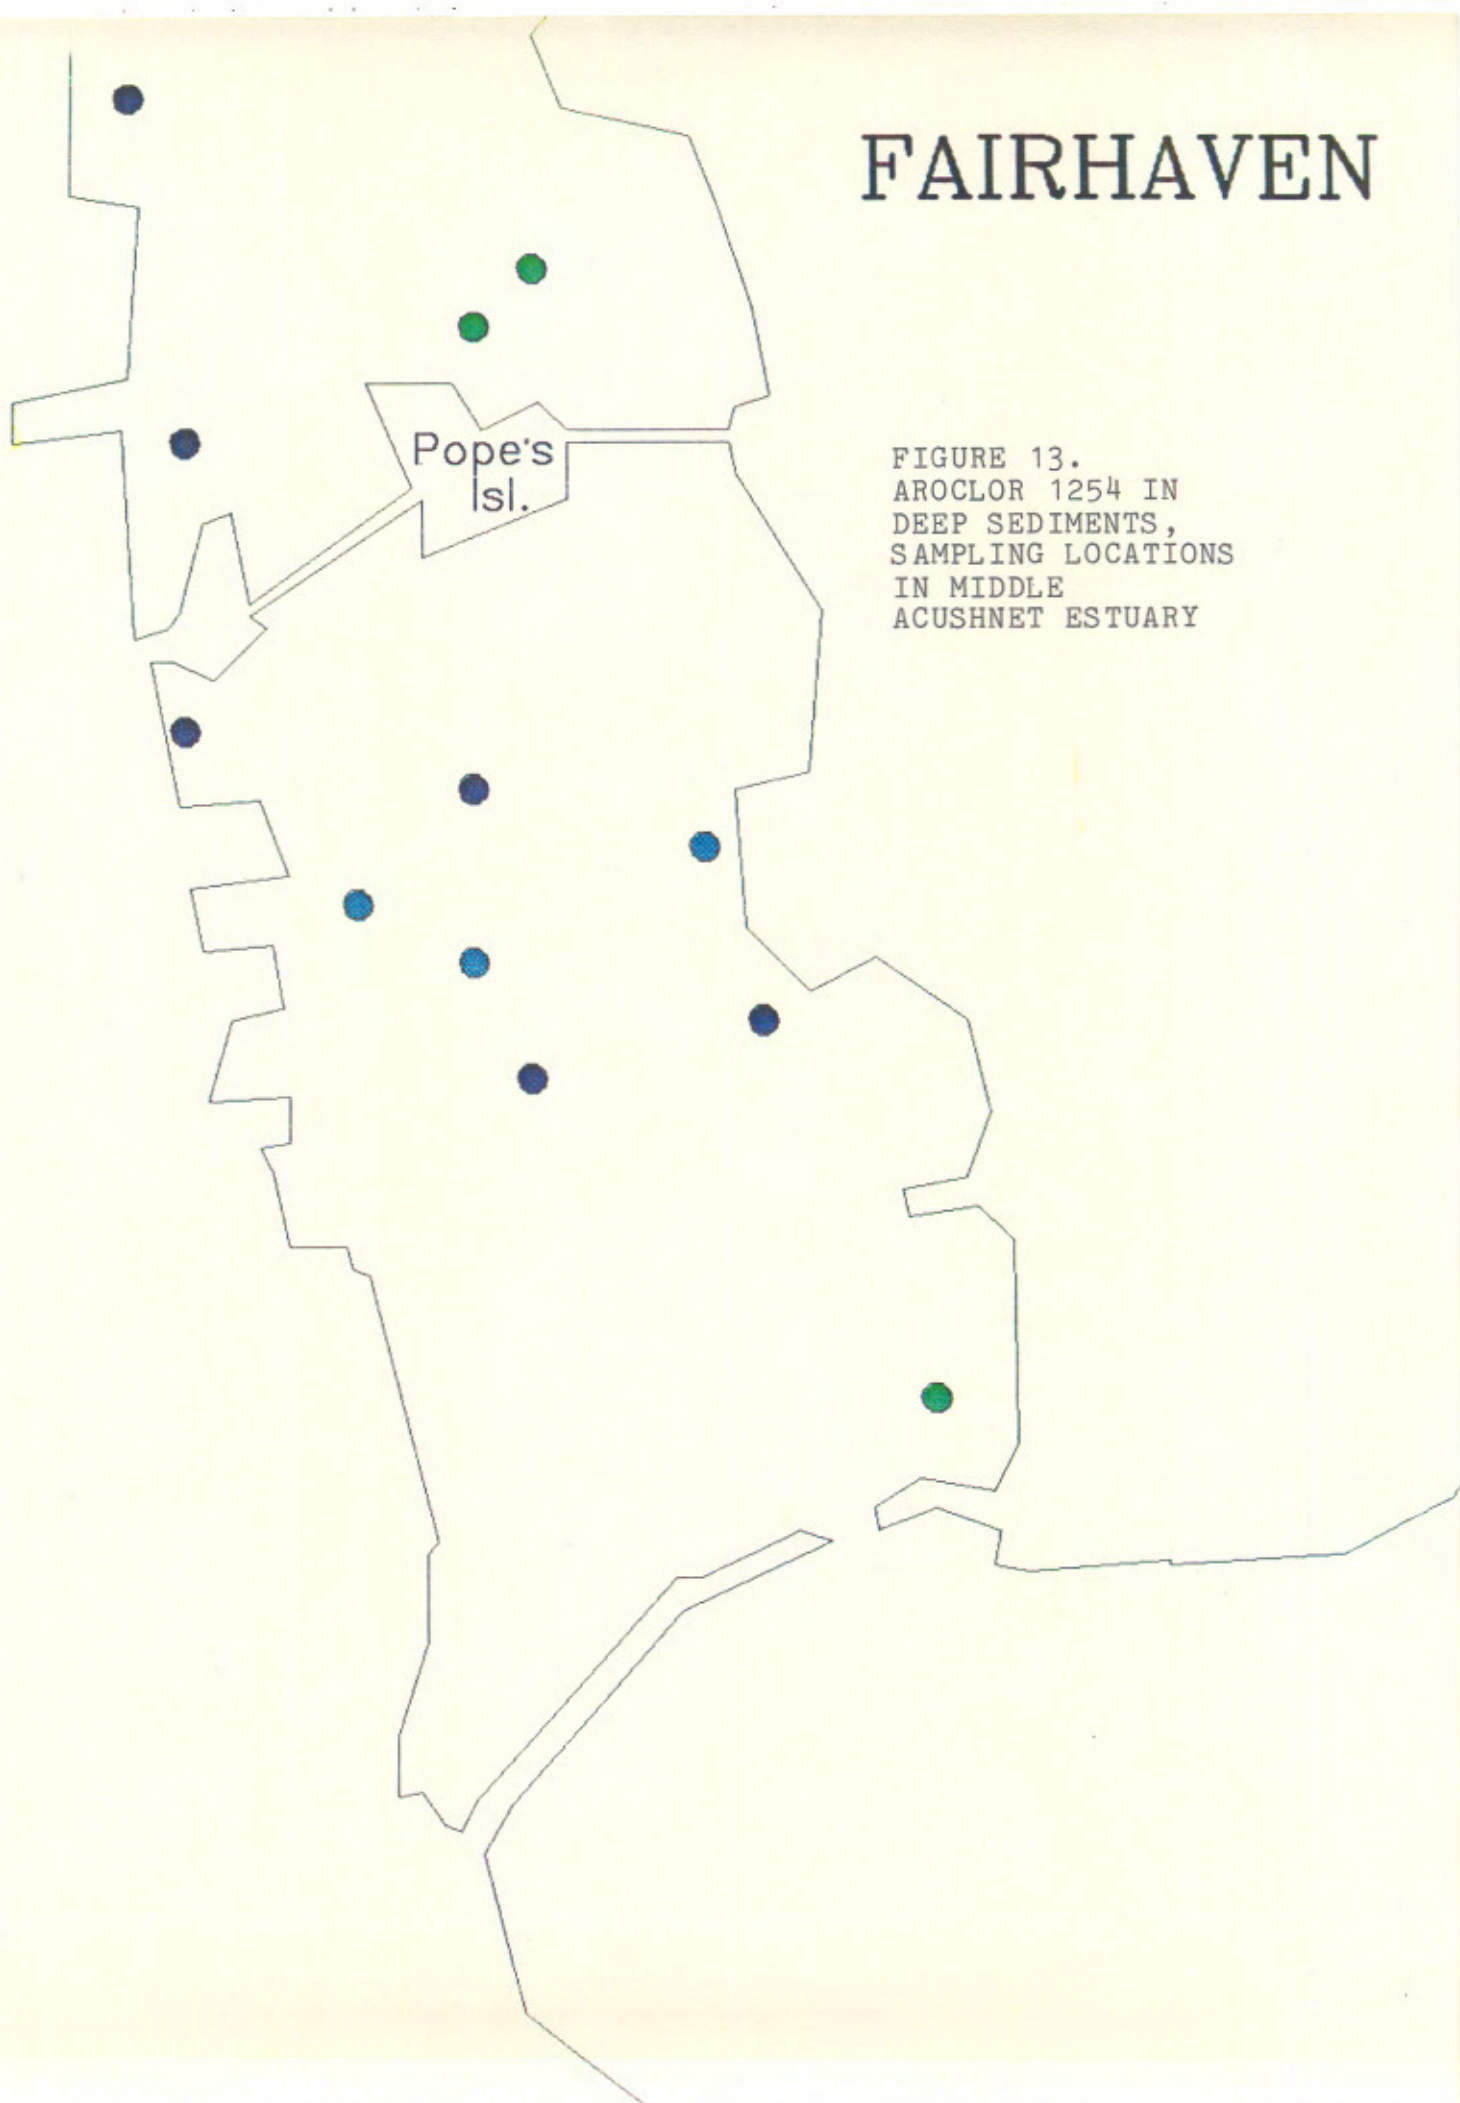 FAIRHAVEN
Pope's
Isl.
FIGURE 13.
AROCLOR 1254 IN
DEEP SEDIMENTS,
SAMPLING LOCATIONS
IN MIDDLE
ACUSHNET ESTUARY